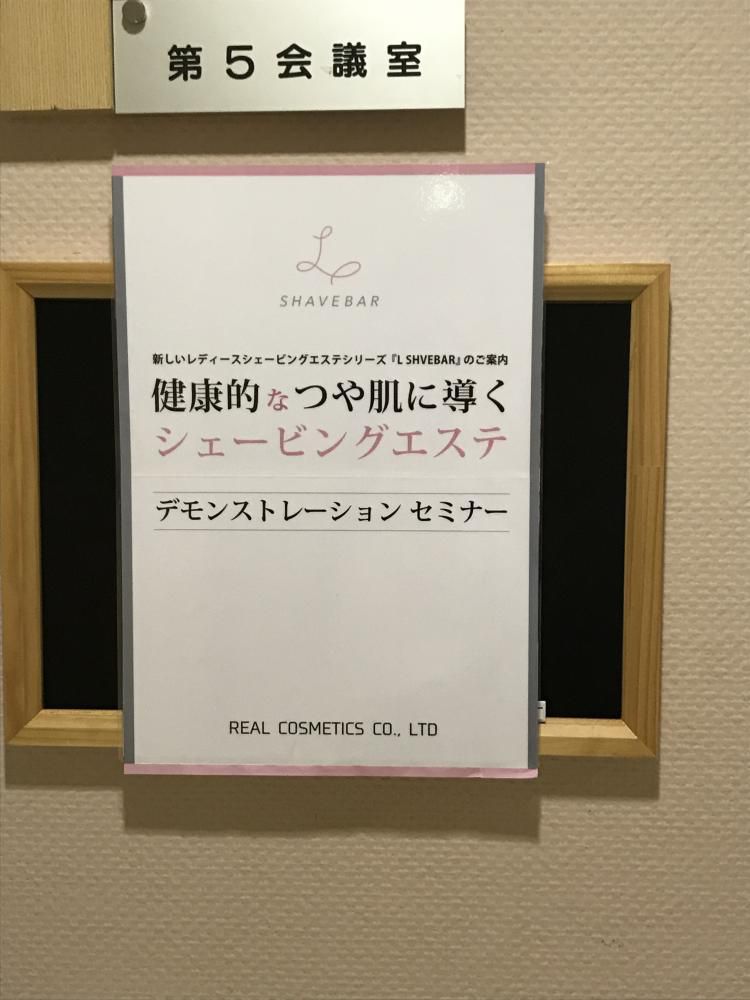 第5会議室
L
SHAVEBAR
新しいレディースシェービングエステシリーズ『L SHVEBAR』のご案内
健康的なつや肌に導く
シェービングエステ
デモンストレーション セミナー
REAL COSMETICS CO., LTD